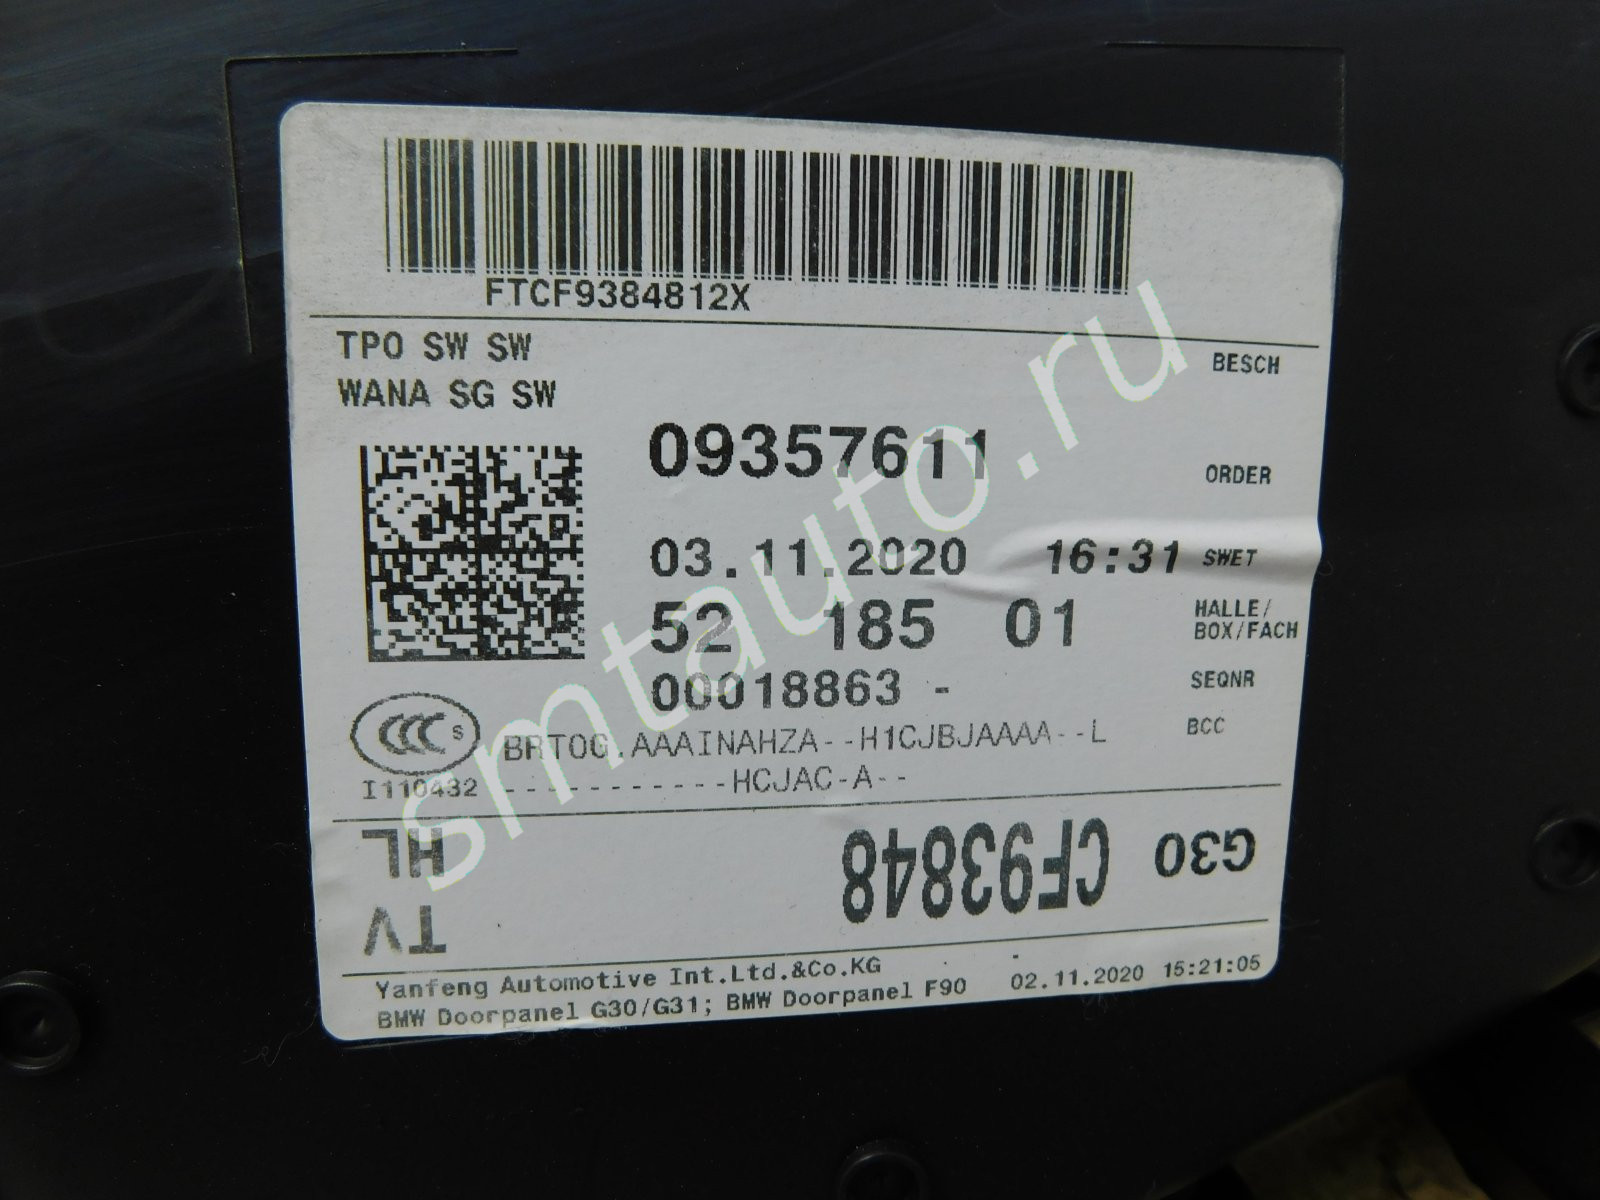 FTCF9384812X
TPO SW SW
WANA SG SW
BESCH
09357611
ORDER
03.11.2020 16:31 SWET
52 185 01 HALLE/
BOX/FACH
00018863 - SEQNR
CCC S
BRTOG.AAAINAHZA--H1CJBJAAAA--L BCC
I110432 -----------HCJAC-A--
HL CF93848 G30
TV
Yanfeng Automotive Int.Ltd.&Co.KG
BMW Doorpanel G30/G31; BMW Doorpanel F90 02.11.2020 15:21:05
smtauto.ru